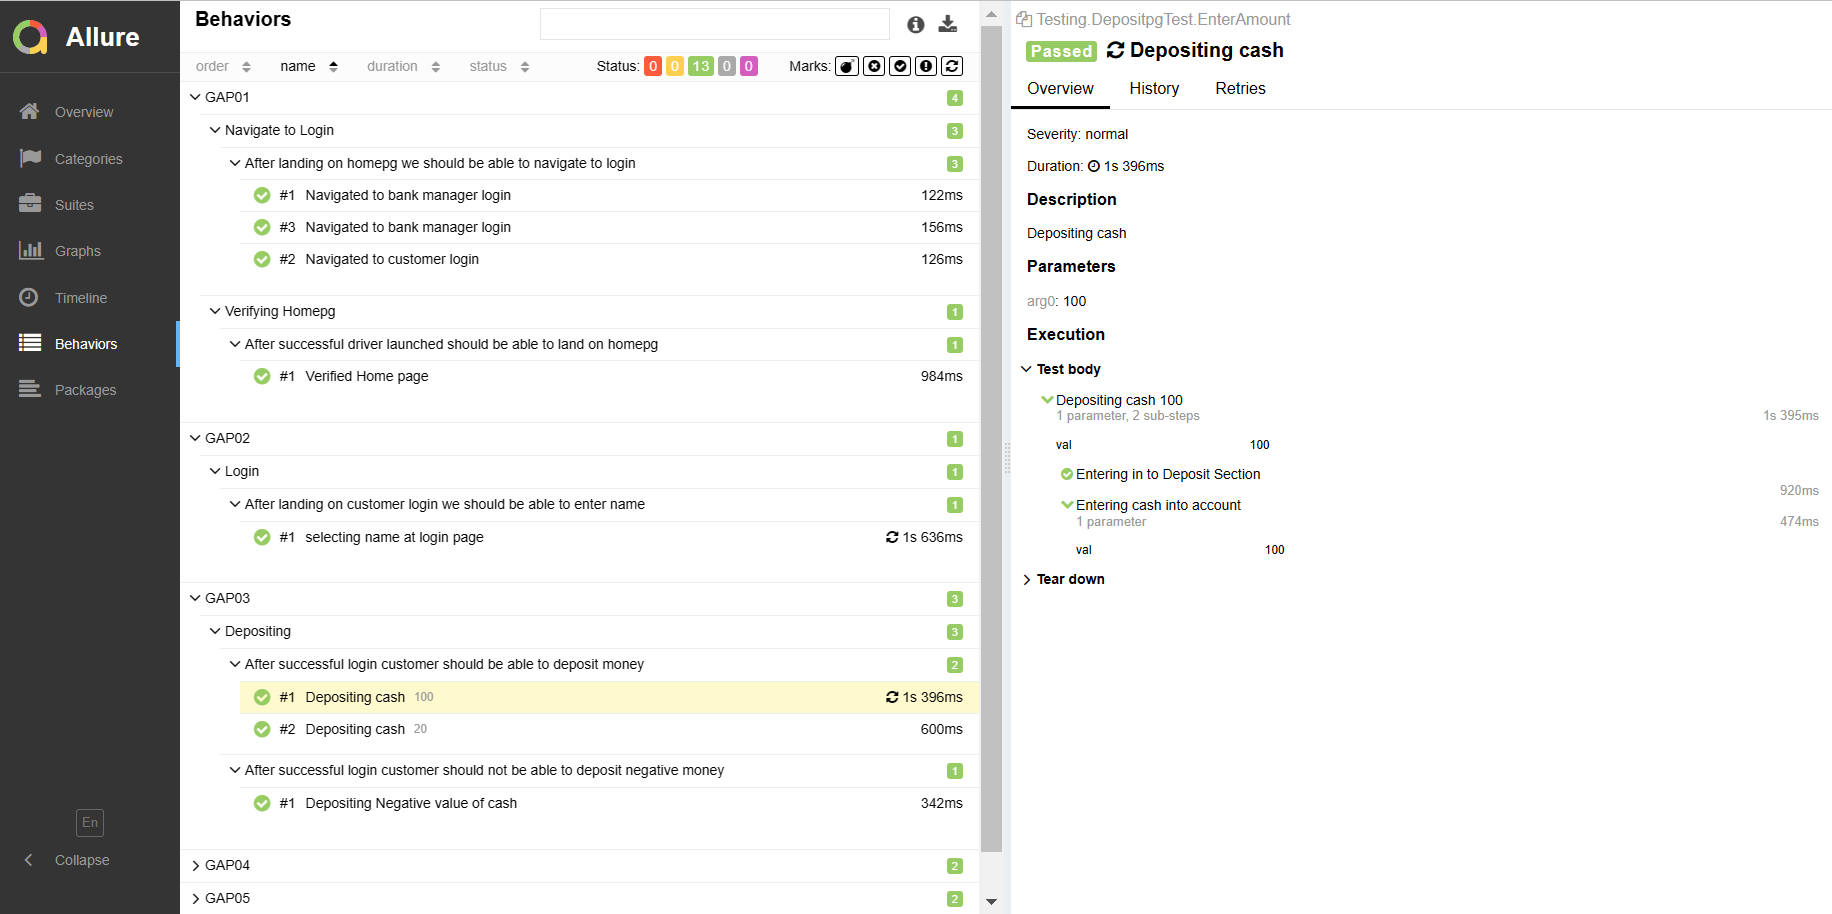 Allure
Overview
Categories
Suites
Graphs
Timeline
Behaviors
Packages
En
Collapse
Behaviors
order name duration status Status: 0 0 13 0 0 Marks:
GAP01 4
Navigate to Login 3
After landing on homepg we should be able to navigate to login 3
#1 Navigated to bank manager login 122ms
#3 Navigated to bank manager login 156ms
#2 Navigated to customer login 126ms
Verifying Homepg 1
After successful driver launched should be able to land on homepg 1
#1 Verified Home page 984ms
GAP02 1
Login 1
After landing on customer login we should be able to enter name 1
#1 selecting name at login page 1s 636ms
GAP03 3
Depositing 3
After successful login customer should be able to deposit money 2
#1 Depositing cash 100 1s 396ms
#2 Depositing cash 20 600ms
After successful login customer should not be able to deposit negative money 1
#1 Depositing Negative value of cash 342ms
GAP04 2
GAP05 2
Testing.DepositpgTest.EnterAmount
Passed Depositing cash
Overview History Retries
Severity: normal
Duration: 1s 396ms
Description
Depositing cash
Parameters
arg0: 100
Execution
Test body
Depositing cash 100
1 parameter, 2 sub-steps 1s 395ms
val 100
Entering in to Deposit Section
920ms
Entering cash into account
1 parameter 474ms
val 100
Tear down